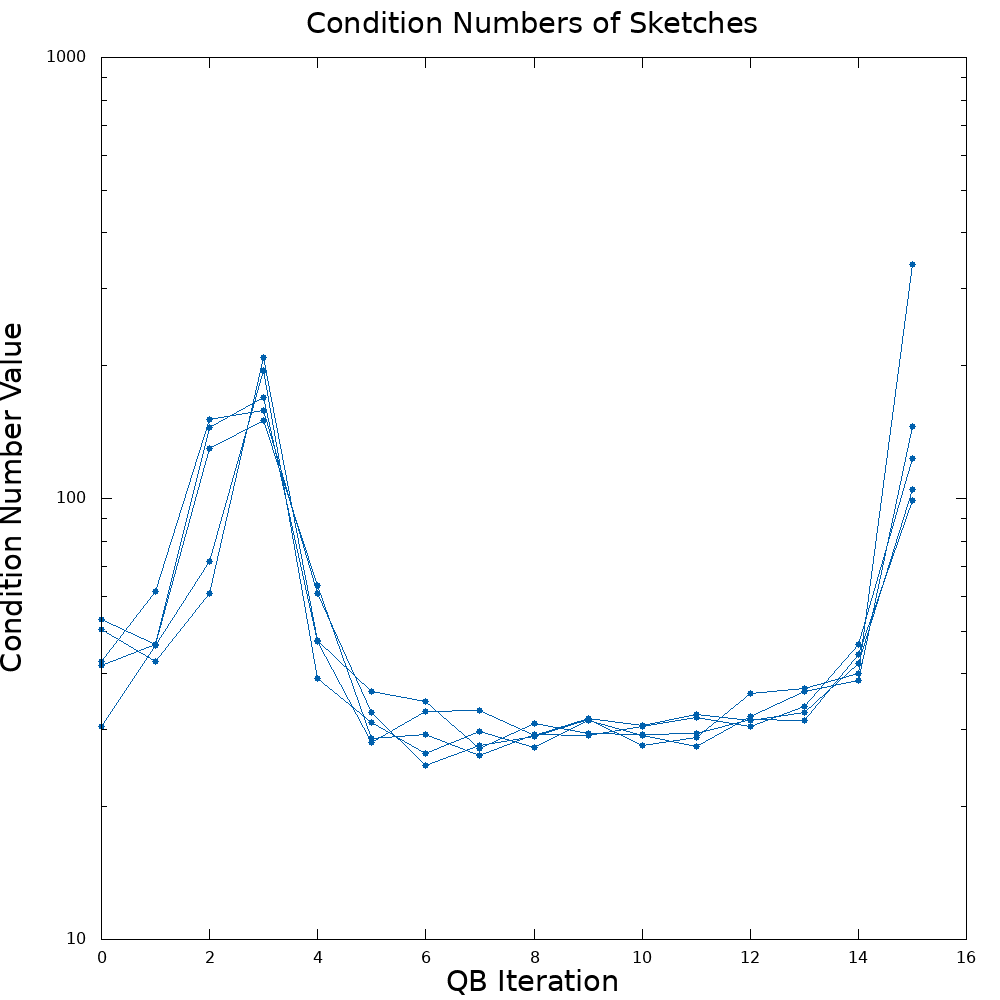 Condition Numbers of Sketches
1000
100
10
Condition Number Value
0 2 4 6 8 10 12 14 16
QB Iteration